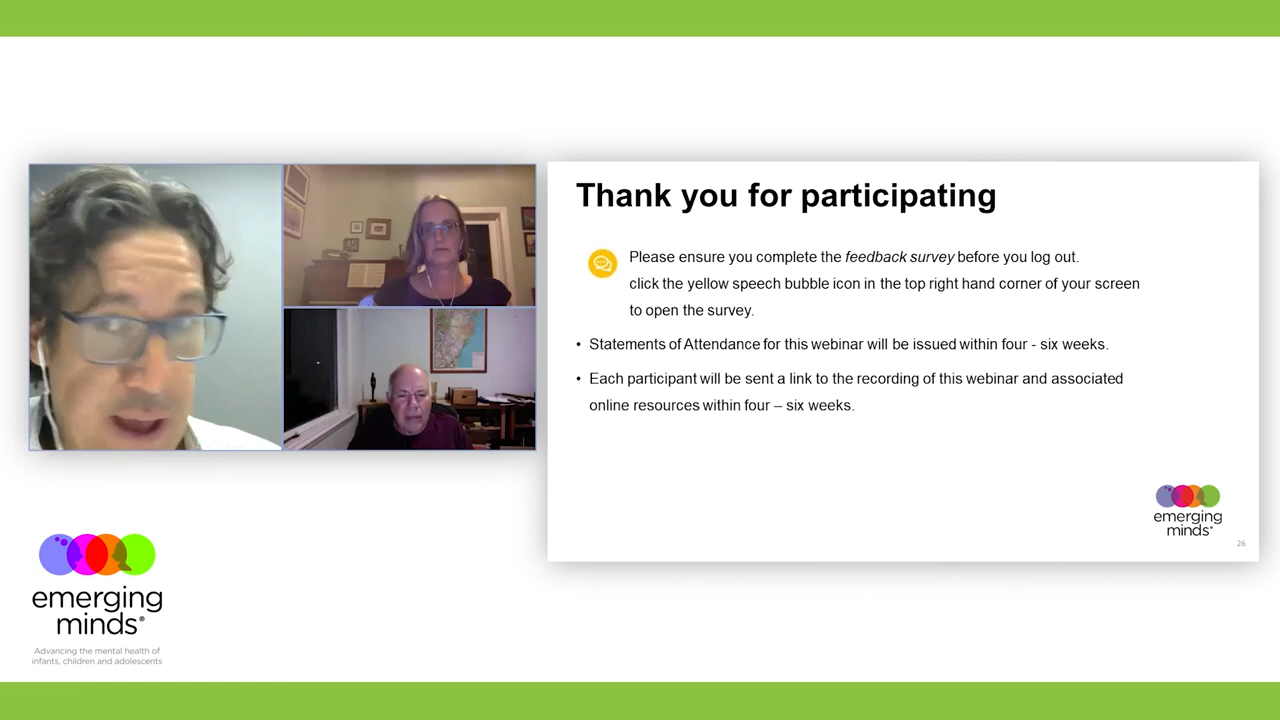 Thank you for participating
Please ensure you complete the feedback survey before you log out.
click the yellow speech bubble icon in the top right hand corner of your screen
to open the survey.
• Statements of Attendance for this webinar will be issued within four - six weeks.
• Each participant will be sent a link to the recording of this webinar and associated
online resources within four – six weeks.
emerging
minds®
26
emerging
minds®
Advancing the mental health of
infants, children and adolescents